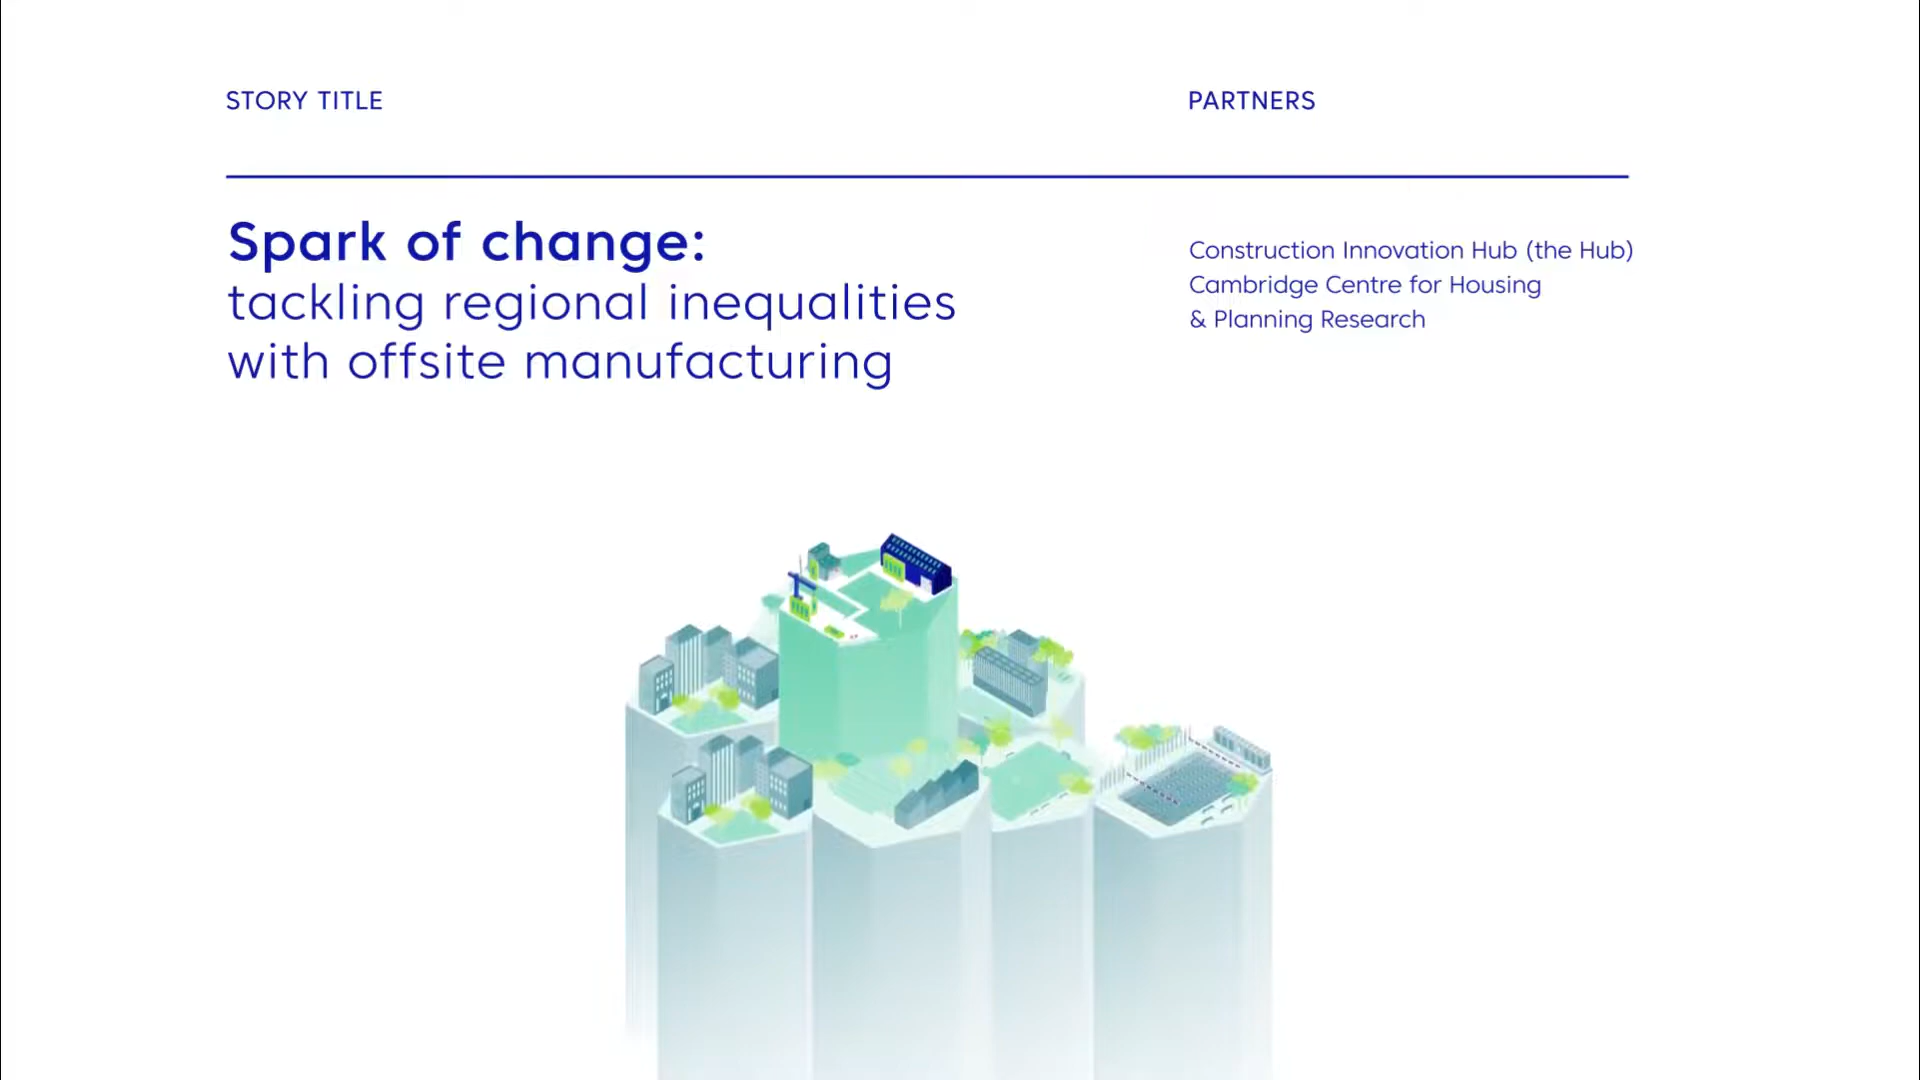 STORY TITLE
PARTNERS
Spark of change:
tackling regional inequalities
with offsite manufacturing
Construction Innovation Hub (the Hub)
Cambridge Centre for Housing
& Planning Research